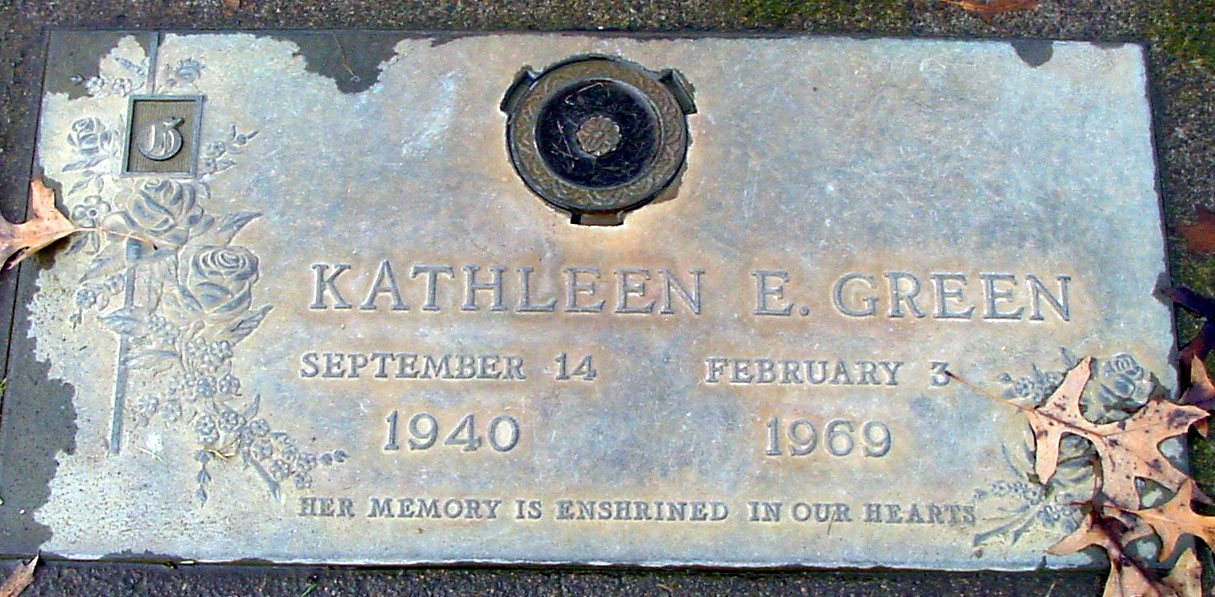 G
KATHLEEN E. GREEN
SEPTEMBER 14 FEBRUARY 3
1940 1969
HER MEMORY IS ENSHRINED IN OUR HEARTS